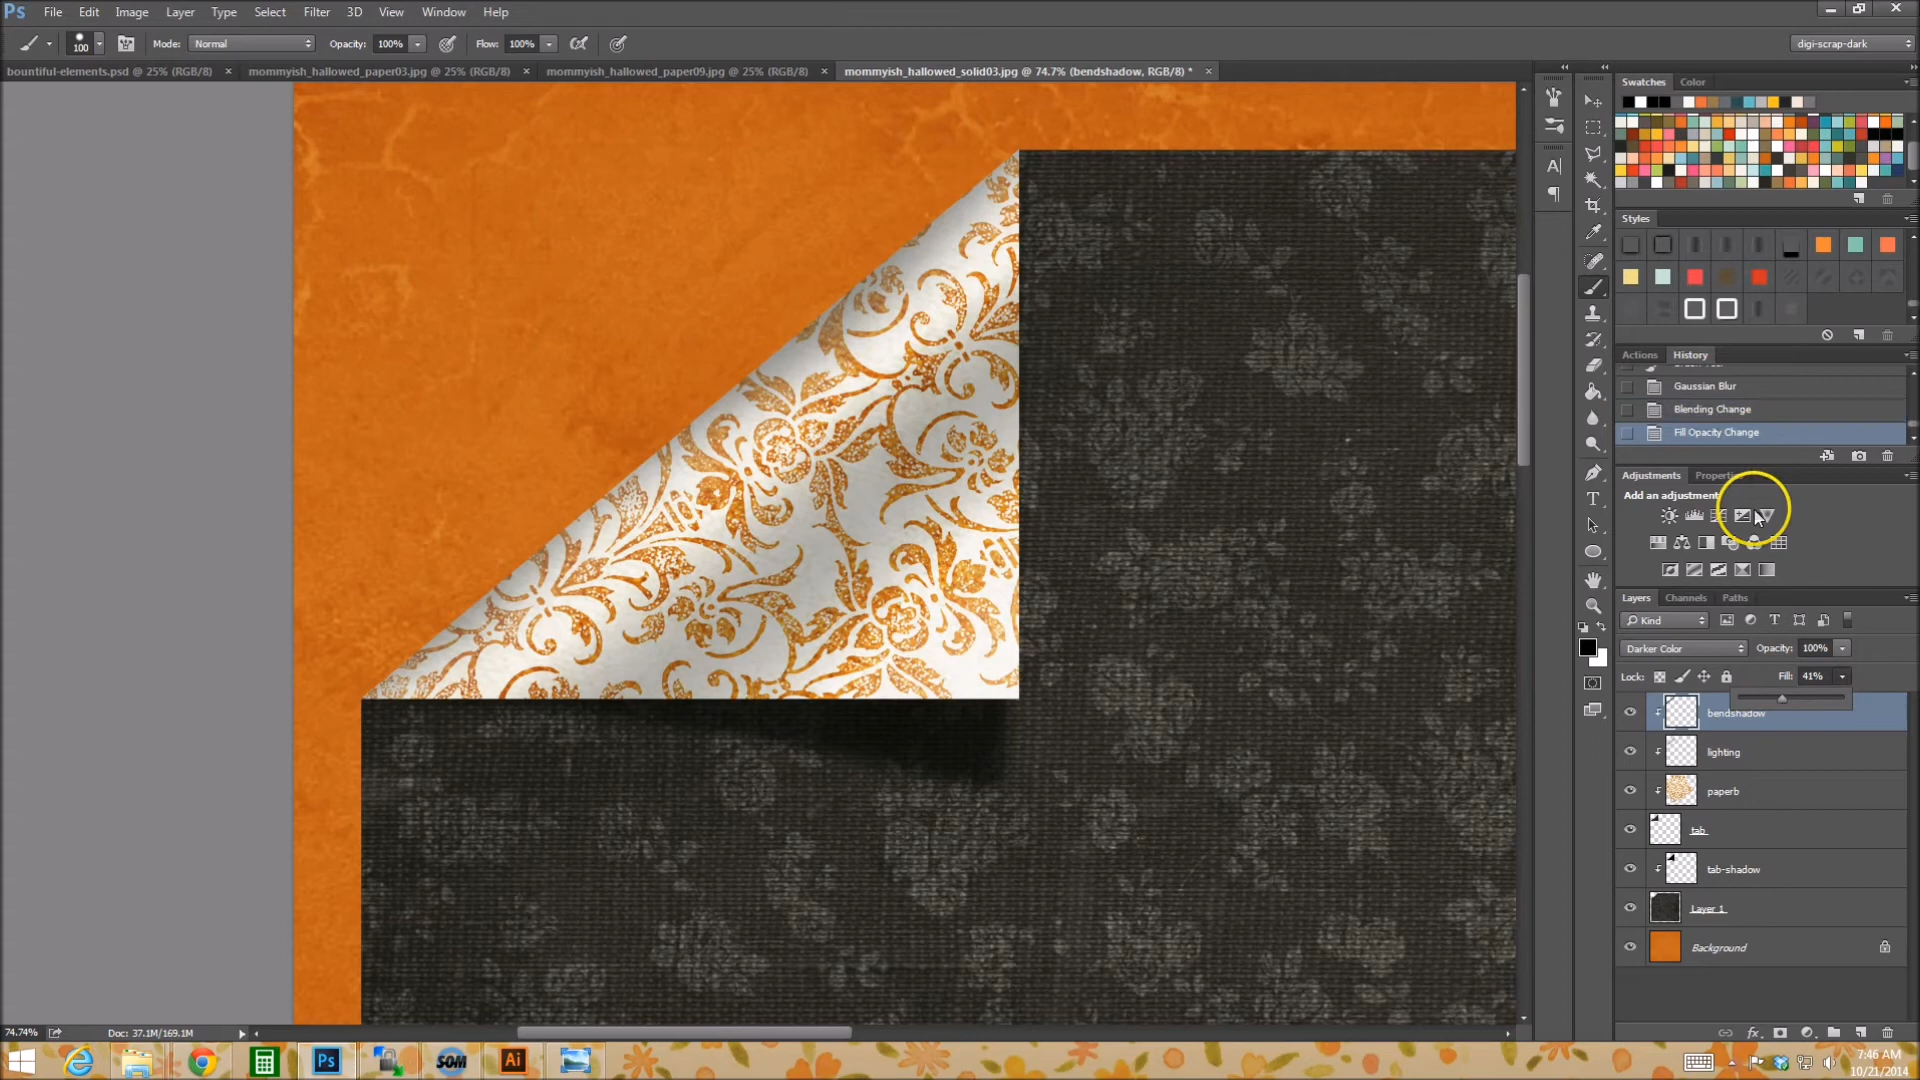 Ps File Edit Image Layer Type Select Filter 3D View Window Help
100 Mode: Normal Opacity: 100% Flow: 100% digi-scrap-dark
bountiful-elements.psd @ 25% (RGB/8) × mommyish_hallowed_paper03.jpg @ 25% (RGB/8) × mommyish_hallowed_paper09.jpg @ 25% (RGB/8) × mommyish_hallowed_solid03.jpg @ 74.7% (bendshadow, RGB/8) * ×
Swatches Color
Styles
Actions History
Gaussian Blur
Blending Change
Fill Opacity Change
Adjustments Properties
Add an adjustment
Layers Channels Paths
Kind
Darker Color Opacity: 100%
Lock: Fill: 41%
bendshadow
lighting
paperb
tab
tab-shadow
Layer 1
Background
74.74% Doc: 37.1M/169.1M
Ps SOM Ai
7:46 AM
10/21/2014